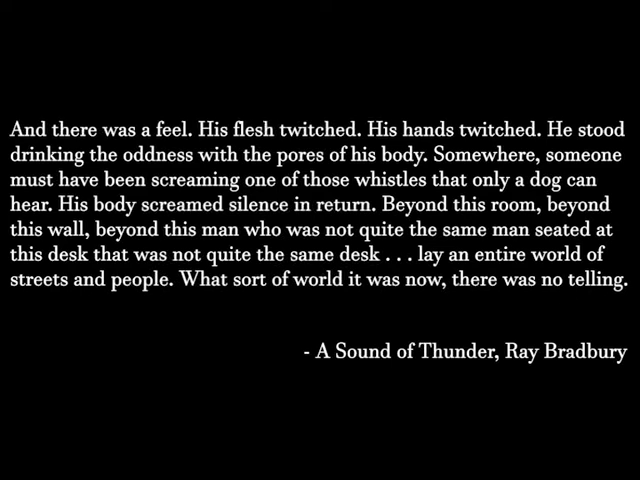 And there was a feel. His flesh twitched. His hands twitched. He stood
drinking the oddness with the pores of his body. Somewhere, someone
must have been screaming one of those whistles that only a dog can
hear. His body screamed silence in return. Beyond this room, beyond
this wall, beyond this man who was not quite the same man seated at
this desk that was not quite the same desk . . . lay an entire world of
streets and people. What sort of world it was now, there was no telling.
- A Sound of Thunder, Ray Bradbury